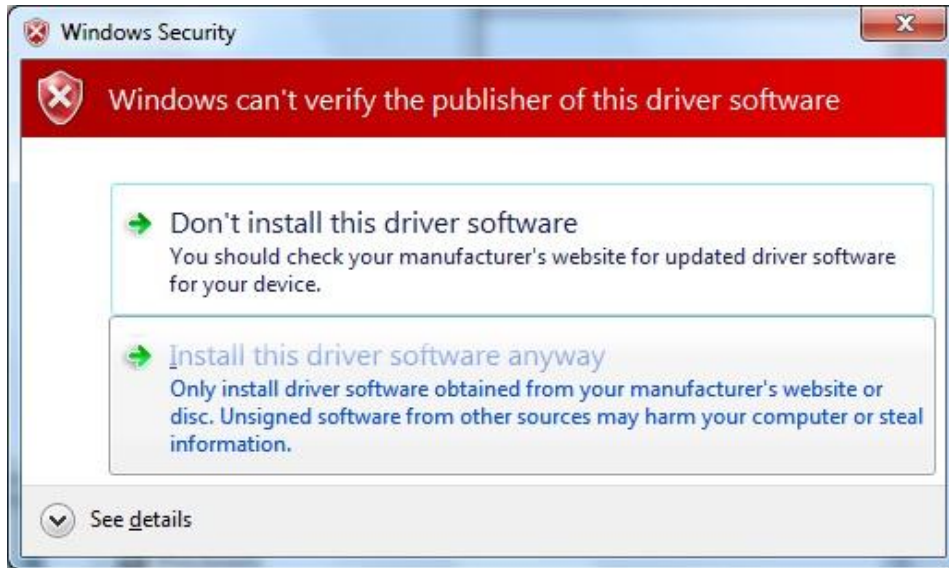 Windows Security
Windows can't verify the publisher of this driver software
Don't install this driver software
You should check your manufacturer's website for updated driver software
for your device.
Install this driver software anyway
Only install driver software obtained from your manufacturer's website or
disc. Unsigned software from other sources may harm your computer or steal
information.
See details